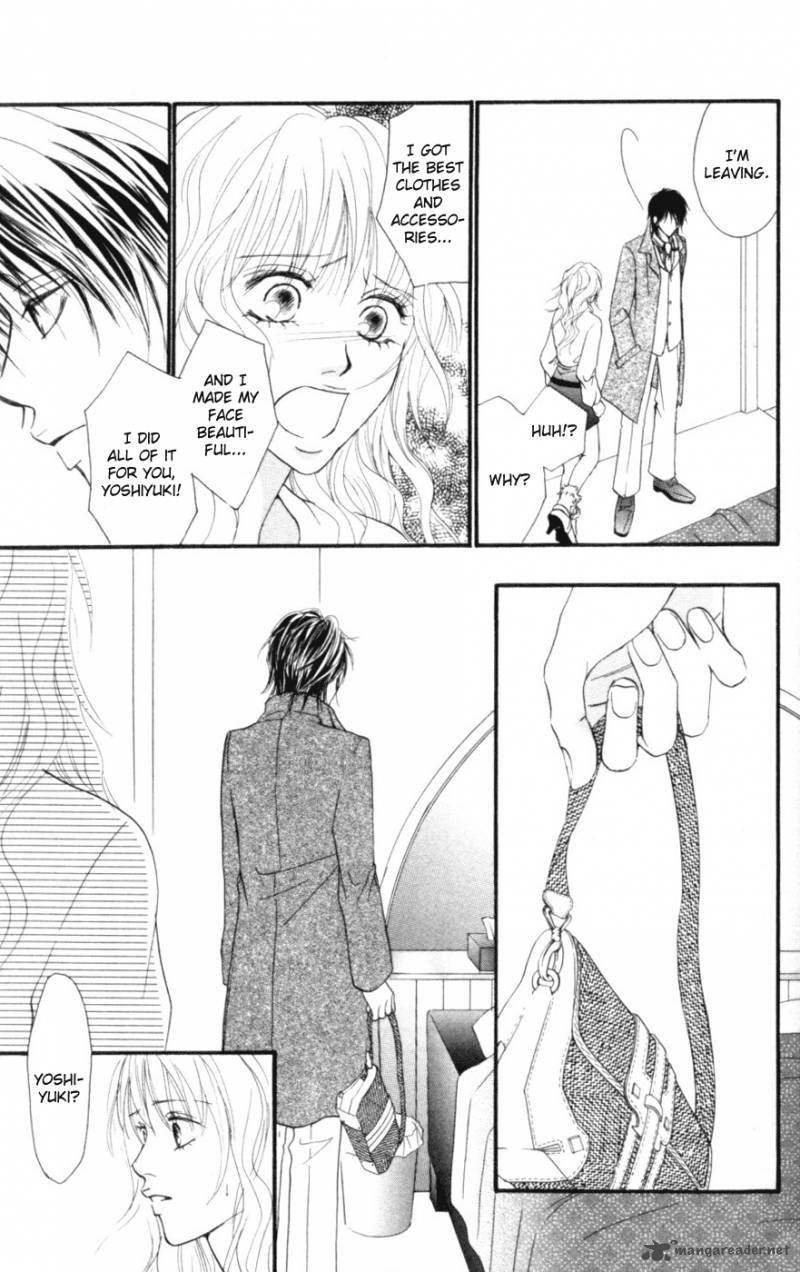 I'M
LEAVING.
HUH!?
WHY?
I GOT
THE BEST
CLOTHES
AND
ACCESSO-
RIES...
AND I
MADE MY
FACE
BEAUTI-
FUL...
I DID
ALL OF IT
FOR YOU,
YOSHIYUKI!
YOSHI-
YUKI?
mangareader.net